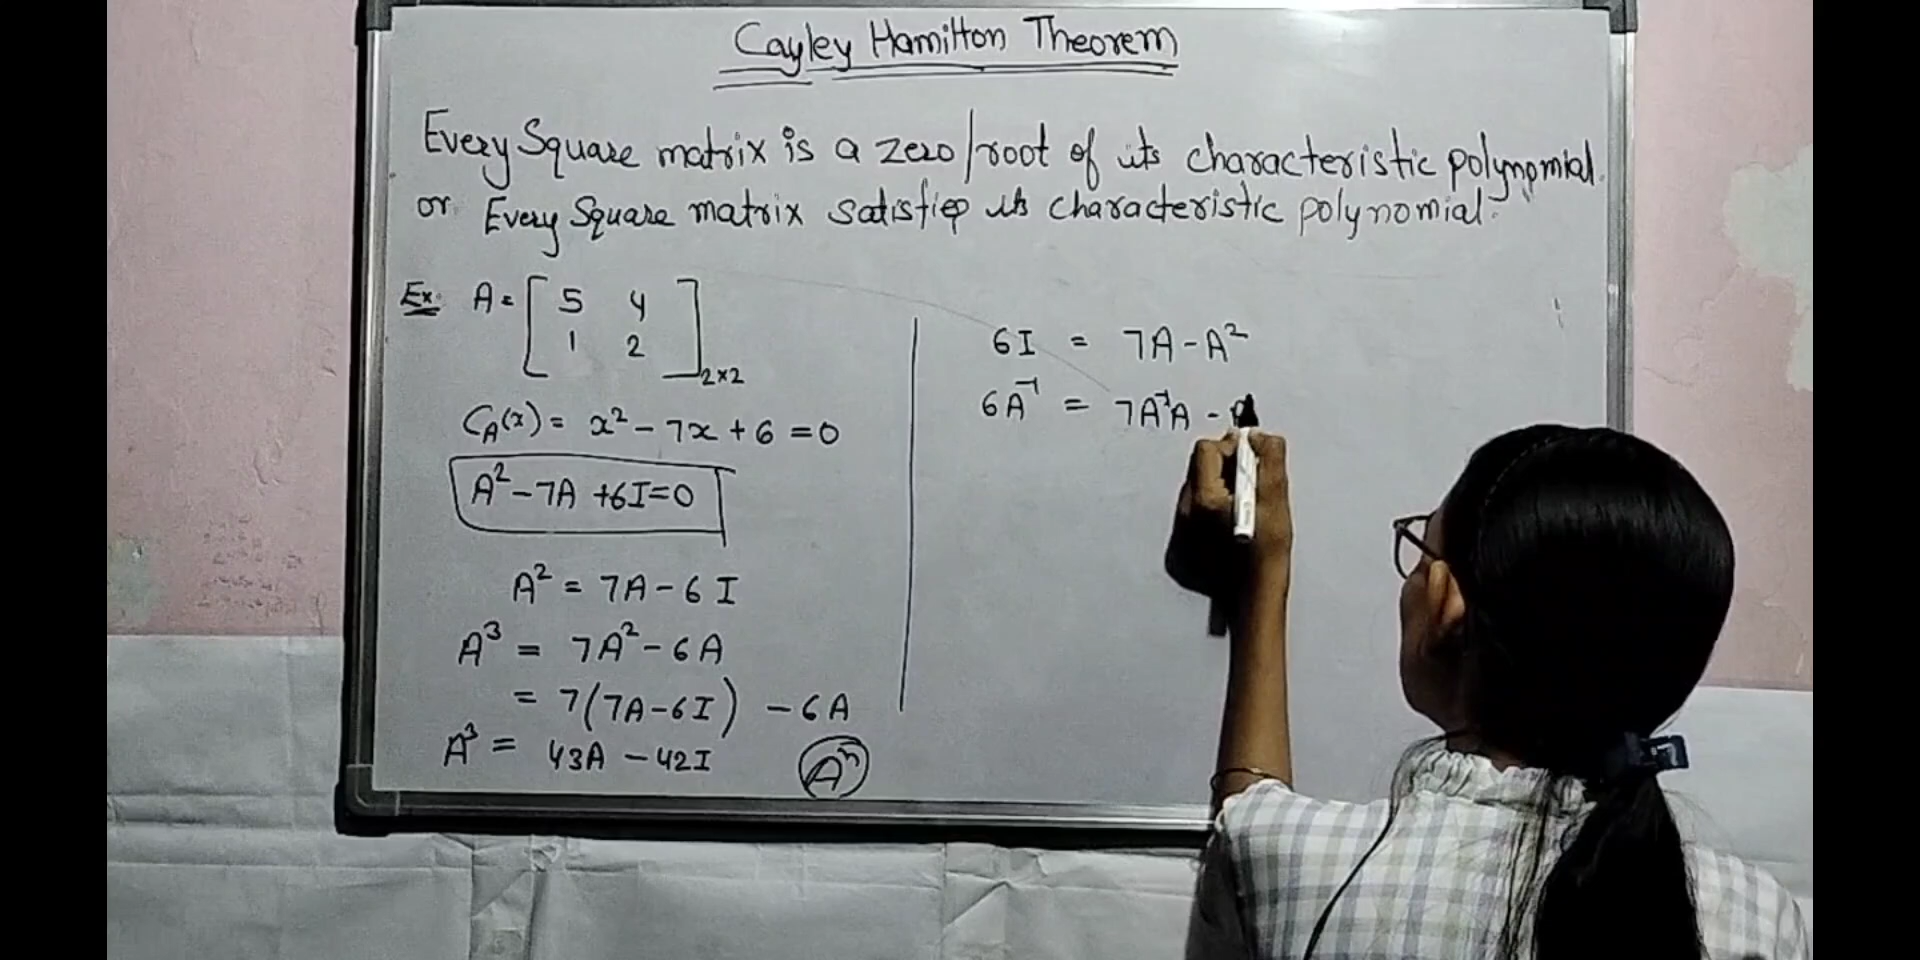 Cayley Hamilton Theorem
Every Square matrix is a zero/root of its characteristic polynomial.
or Every Square matrix satisfies its characteristic polynomial.
Ex. A = [ 5 4
1 2 ]2×2
C_A(x) = x² - 7x + 6 = 0
A² - 7A + 6I = 0
A² = 7A - 6I
A³ = 7A² - 6A
= 7(7A - 6I) - 6A
A³ = 43A - 42I
Aⁿ
6I = 7A - A²
6A⁻¹ = 7A⁻¹A -